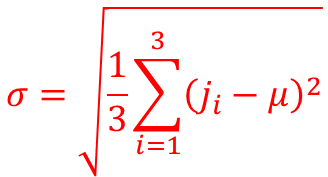 σ = √(1/3 ∑_{i=1}^{3} (j_i − μ)²)